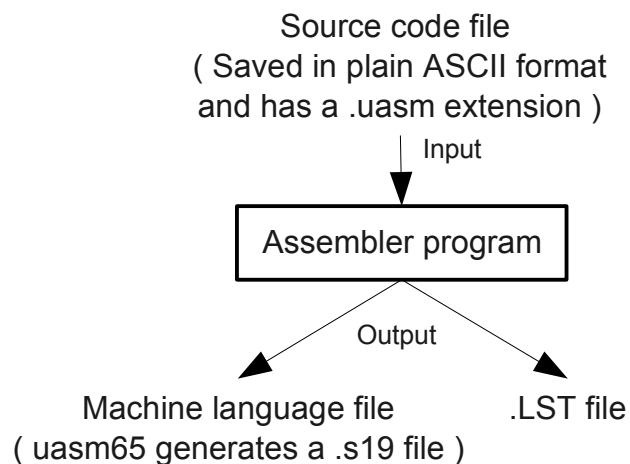 Source code file
( Saved in plain ASCII format
and has a .uasm extension )
Input
Assembler program
Output
Machine language file
( uasm65 generates a .s19 file )
.LST file